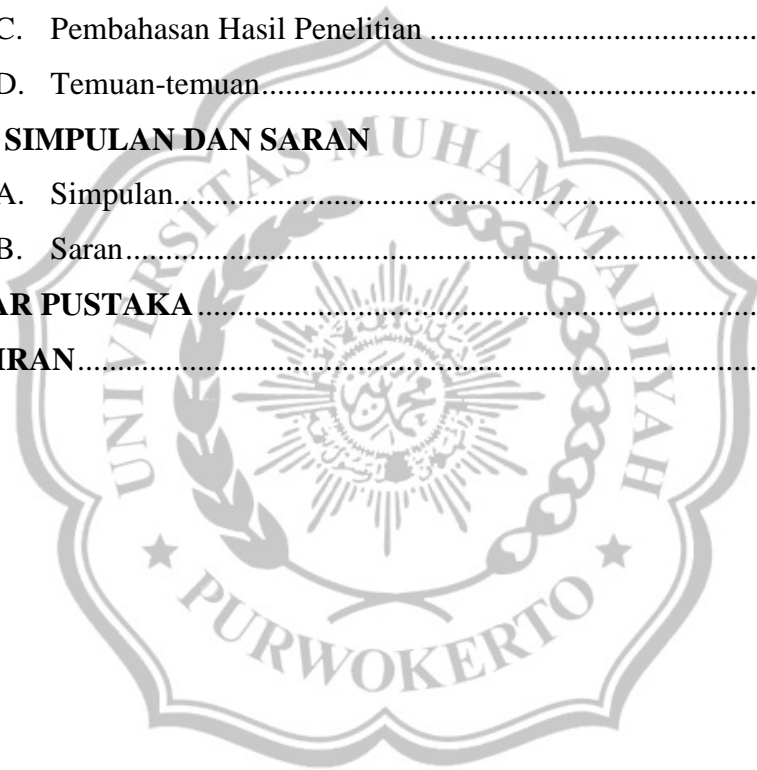 C. Pembahasan Hasil Penelitian ....................................
D. Temuan-temuan.........................................................
SIMPULAN DAN SARAN
A. Simpulan....................................................................
B. Saran..........................................................................
AR PUSTAKA ..................................................................
IRAN................................................................................
UNIVERSITAS MUHAMMADIYAH
PURWOKERTO